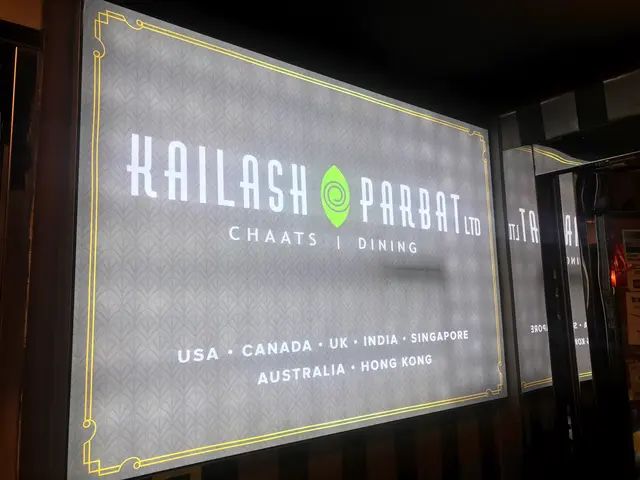 KAILASH PARBAT LTD
CHAATS | DINING
USA • CANADA • UK • INDIA • SINGAPORE
AUSTRALIA • HONG KONG